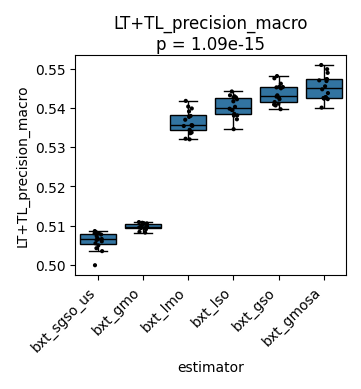 LT+TL_precision_macro
p = 1.09e-15
LT+TL_precision_macro
0.55
0.54
0.53
0.52
0.51
0.50
bxt_sgso_us
bxt_gmo
bxt_lmo
bxt_lso
bxt_gso
bxt_gmosa
estimator